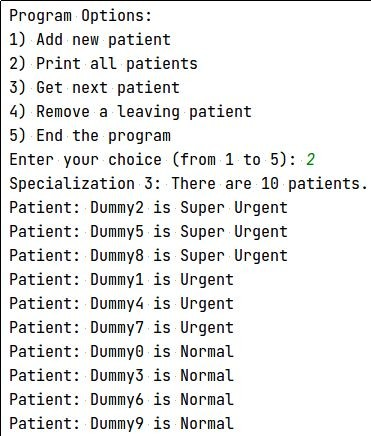 Program Options:
1) Add new patient
2) Print all patients
3) Get next patient
4) Remove a leaving patient
5) End the program
Enter your choice (from 1 to 5): 2
Specialization 3: There are 10 patients.
Patient: Dummy2 is Super Urgent
Patient: Dummy5 is Super Urgent
Patient: Dummy8 is Super Urgent
Patient: Dummy1 is Urgent
Patient: Dummy4 is Urgent
Patient: Dummy7 is Urgent
Patient: Dummy0 is Normal
Patient: Dummy3 is Normal
Patient: Dummy6 is Normal
Patient: Dummy9 is Normal